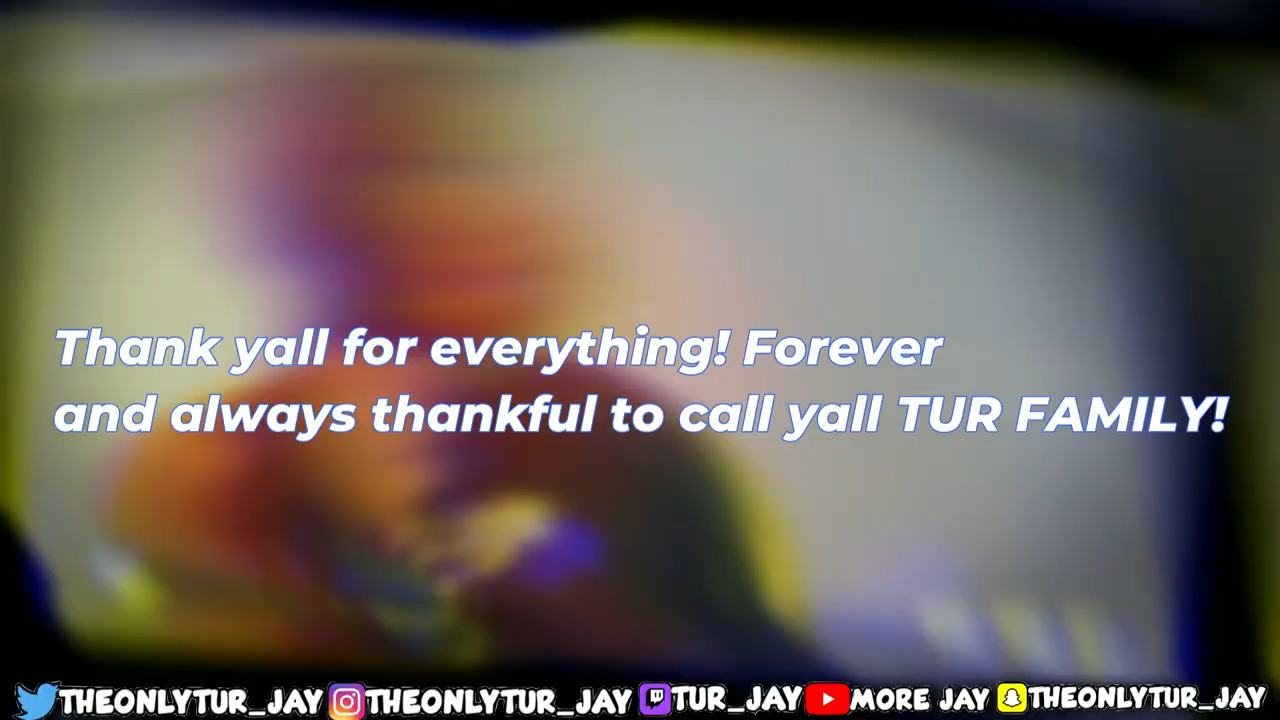 Thank yall for everything! Forever
and always thankful to call yall TUR FAMILY!
THEONLYTUR_JAY THEONLYTUR_JAY TUR_JAY MORE JAY THEONLYTUR_JAY